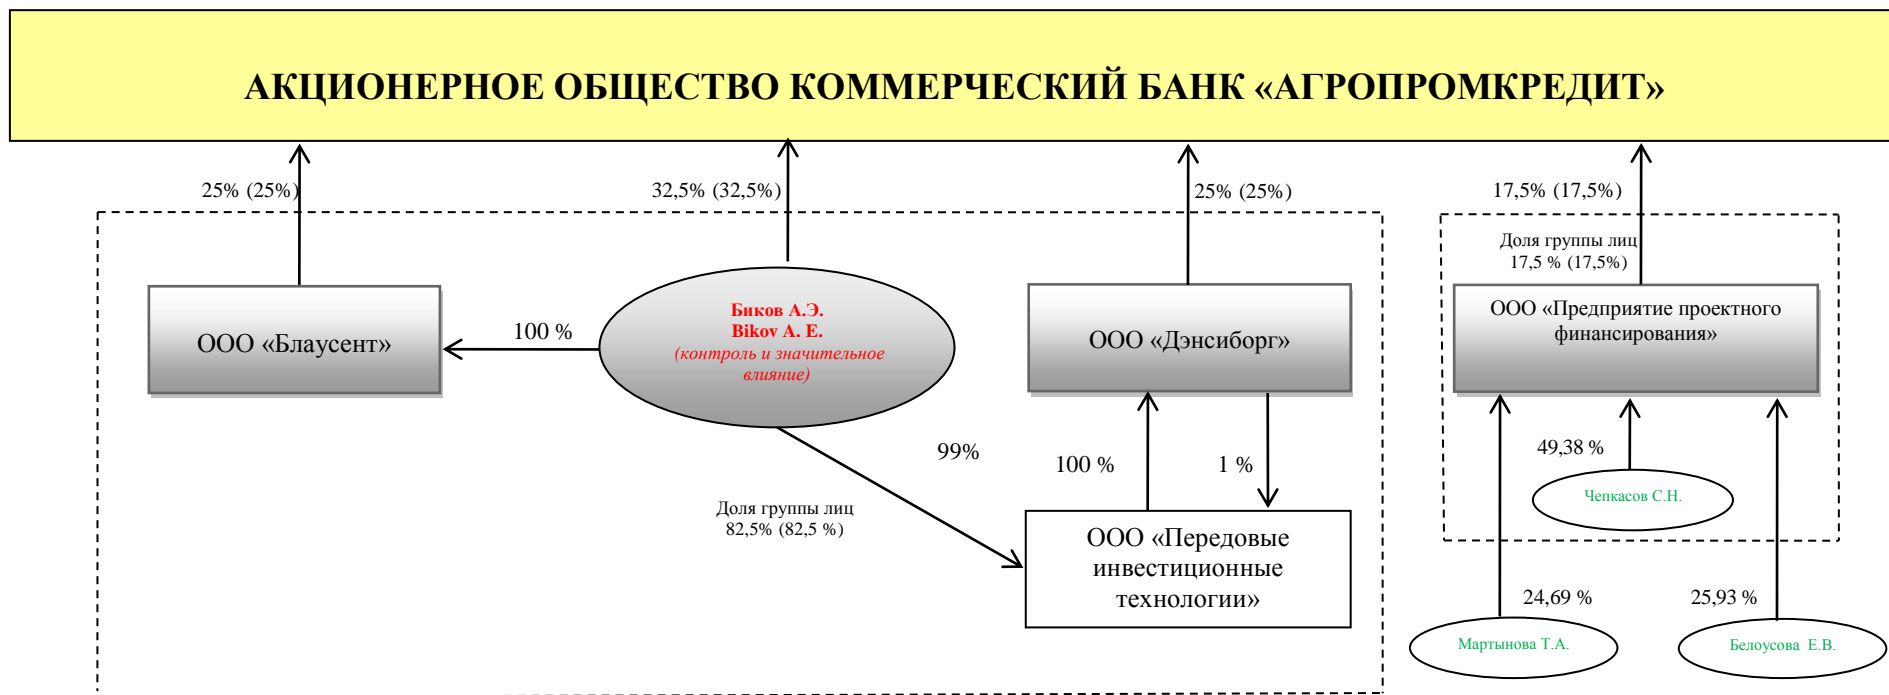 АКЦИОНЕРНОЕ ОБЩЕСТВО КОММЕРЧЕСКИЙ БАНК «АГРОПРОМКРЕДИТ»
25% (25%)
32,5% (32,5%)
25% (25%)
17,5% (17,5%)
Доля группы лиц
17,5 % (17,5%)
ООО «Блаусент»
100 %
Биков А.Э.
Bikov A. E.
(контроль и значительное
влияние)
ООО «Дэнсиборг»
ООО «Предприятие проектного
финансирования»
99%
100 %
1 %
49,38 %
Чепкасов С.Н.
Доля группы лиц
82,5% (82,5 %)
ООО «Передовые
инвестиционные
технологии»
24,69 %
25,93 %
Мартынова Т.А.
Белоусова  Е.В.